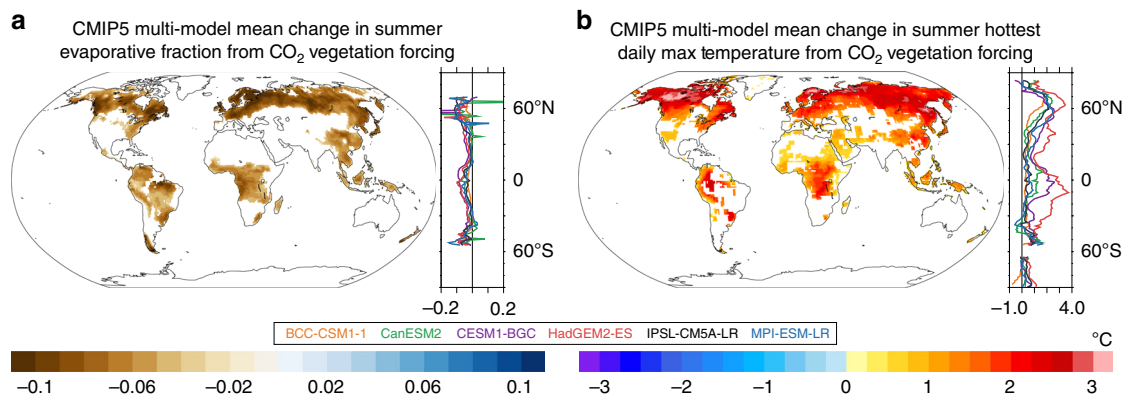 a
CMIP5 multi-model mean change in summer
evaporative fraction from CO2 vegetation forcing
b
CMIP5 multi-model mean change in summer hottest
daily max temperature from CO2 vegetation forcing
60°N
0
60°S
−0.2 0.2
60°N
0
60°S
−1.0 4.0
BCC-CSM1-1 CanESM2 CESM1-BGC HadGEM2-ES IPSL-CM5A-LR MPI-ESM-LR
°C
−0.1 −0.06 −0.02 0.02 0.06 0.1
−3 −2 −1 0 1 2 3